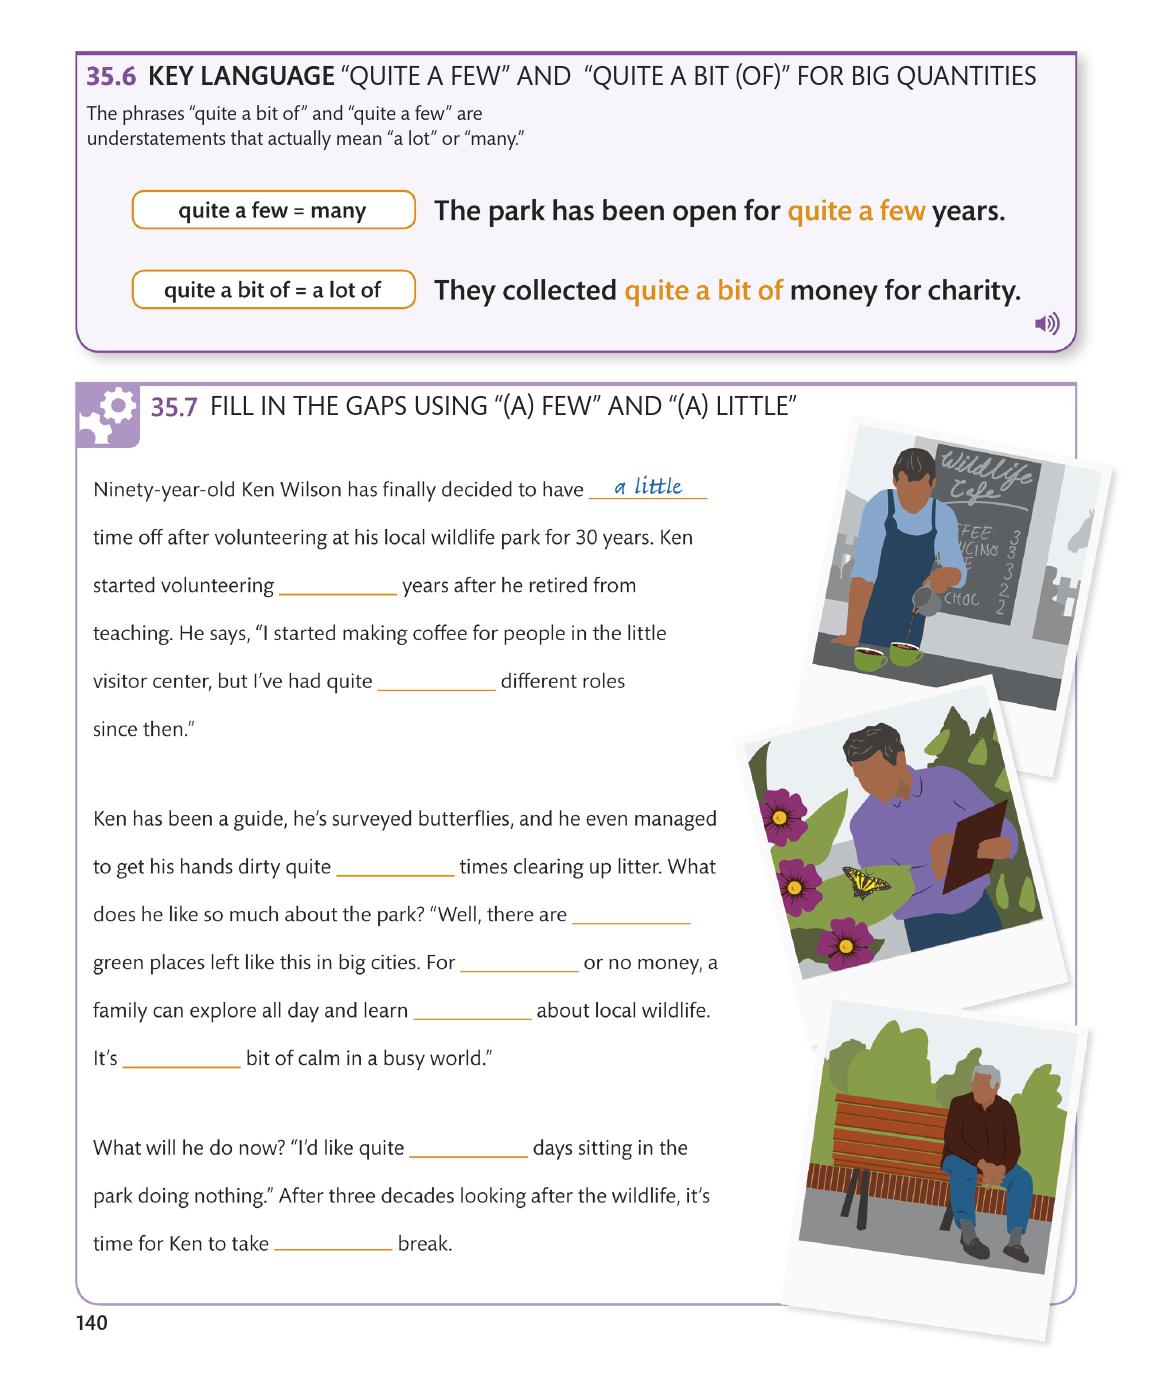 35.6 KEY LANGUAGE “QUITE A FEW” AND “QUITE A BIT (OF)” FOR BIG QUANTITIES
The phrases “quite a bit of” and “quite a few” are
understatements that actually mean “a lot” or “many.”
quite a few = many
The park has been open for quite a few years.
quite a bit of = a lot of
They collected quite a bit of money for charity.
35.7 FILL IN THE GAPS USING “(A) FEW” AND “(A) LITTLE”
Ninety-year-old Ken Wilson has finally decided to have a little
time off after volunteering at his local wildlife park for 30 years. Ken
started volunteering ____________ years after he retired from
teaching. He says, “I started making coffee for people in the little
visitor center, but I’ve had quite ____________ different roles
since then.”
Ken has been a guide, he’s surveyed butterflies, and he even managed
to get his hands dirty quite ____________ times clearing up litter. What
does he like so much about the park? “Well, there are ____________
green places left like this in big cities. For ____________ or no money, a
family can explore all day and learn ____________ about local wildlife.
It’s ____________ bit of calm in a busy world.”
What will he do now? “I’d like quite ____________ days sitting in the
park doing nothing.” After three decades looking after the wildlife, it’s
time for Ken to take ____________ break.
Wildlife
Cafe
FFEE 3
UCINO 3
E 3
2
CHOC 2
140